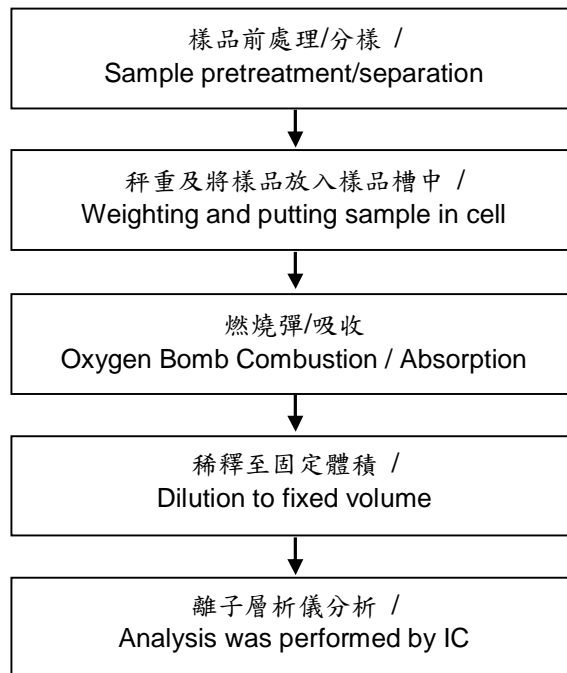 樣品前處理/分樣 /
Sample pretreatment/separation
秤重及將樣品放入樣品槽中 /
Weighting and putting sample in cell
燃燒彈/吸收
Oxygen Bomb Combustion / Absorption
稀釋至固定體積 /
Dilution to fixed volume
離子層析儀分析 /
Analysis was performed by IC